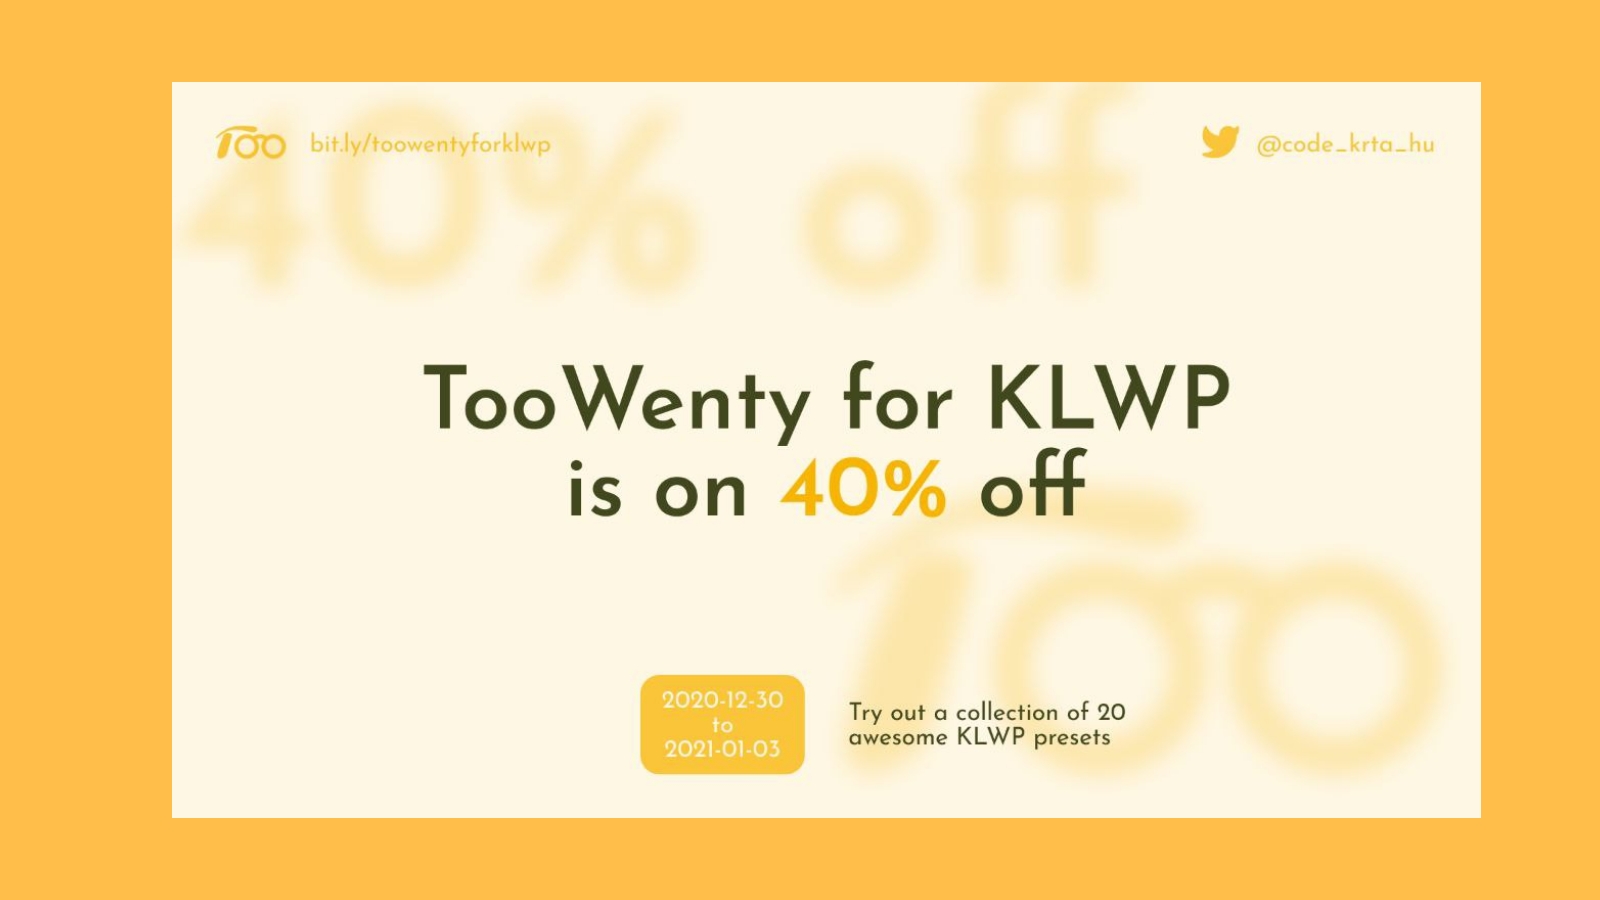 Too bit.ly/toowentyforklwp
@code_krta_hu
40% off
TooWenty for KLWP
is on 40% off
Too
2020-12-30
to
2021-01-03
Try out a collection of 20
awesome KLWP presets